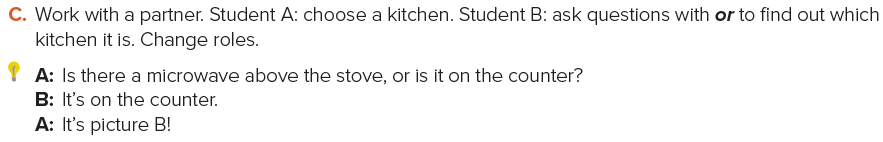 C. Work with a partner. Student A: choose a kitchen. Student B: ask questions with or to find out which
kitchen it is. Change roles.
A: Is there a microwave above the stove, or is it on the counter?
B: It's on the counter.
A: It's picture B!